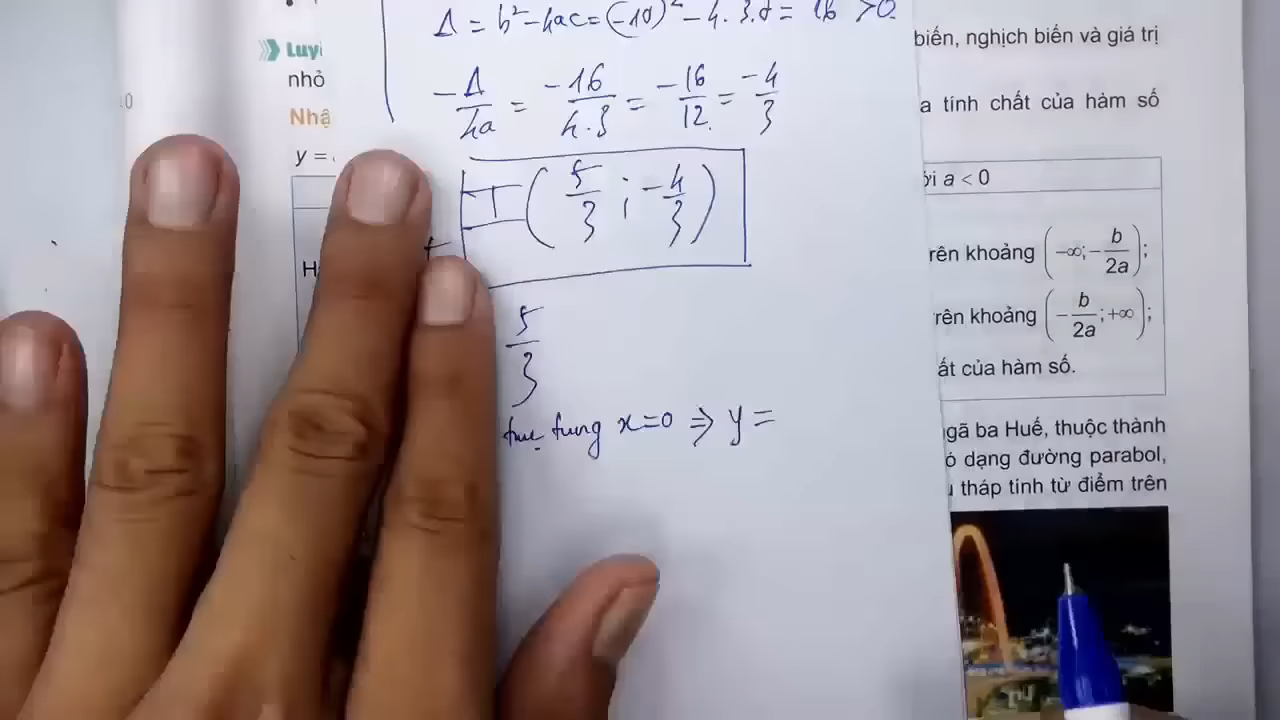 Δ = b² - 4ac = (-10)² - 4.3.8 = 16 > 0.
biến, nghịch biến và giá trị
Luy
nhỏ
a tính chất của hàm số
Nhậ
-Δ/4a = -16/4.3 = -16/12 = -4/3
y =
ới a < 0
I (5/3 ; -4/3)
rên khoảng (-∞; -b/2a);
H
rên khoảng (-b/2a; +∞);
5/3
ất của hàm số.
trục tung x=0 ⇒ y =
gã ba Huế, thuộc thành
ó dạng đường parabol,
tháp tính từ điểm trên